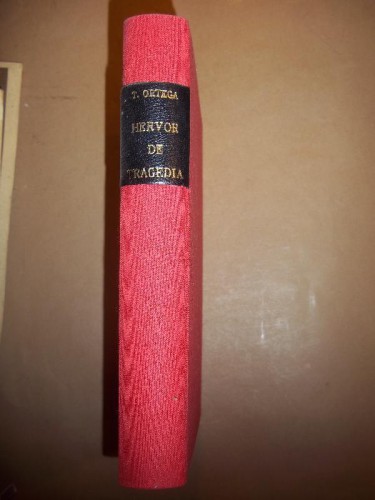 T. ORTEGA
HERVOR
DE
TRAGEDIA